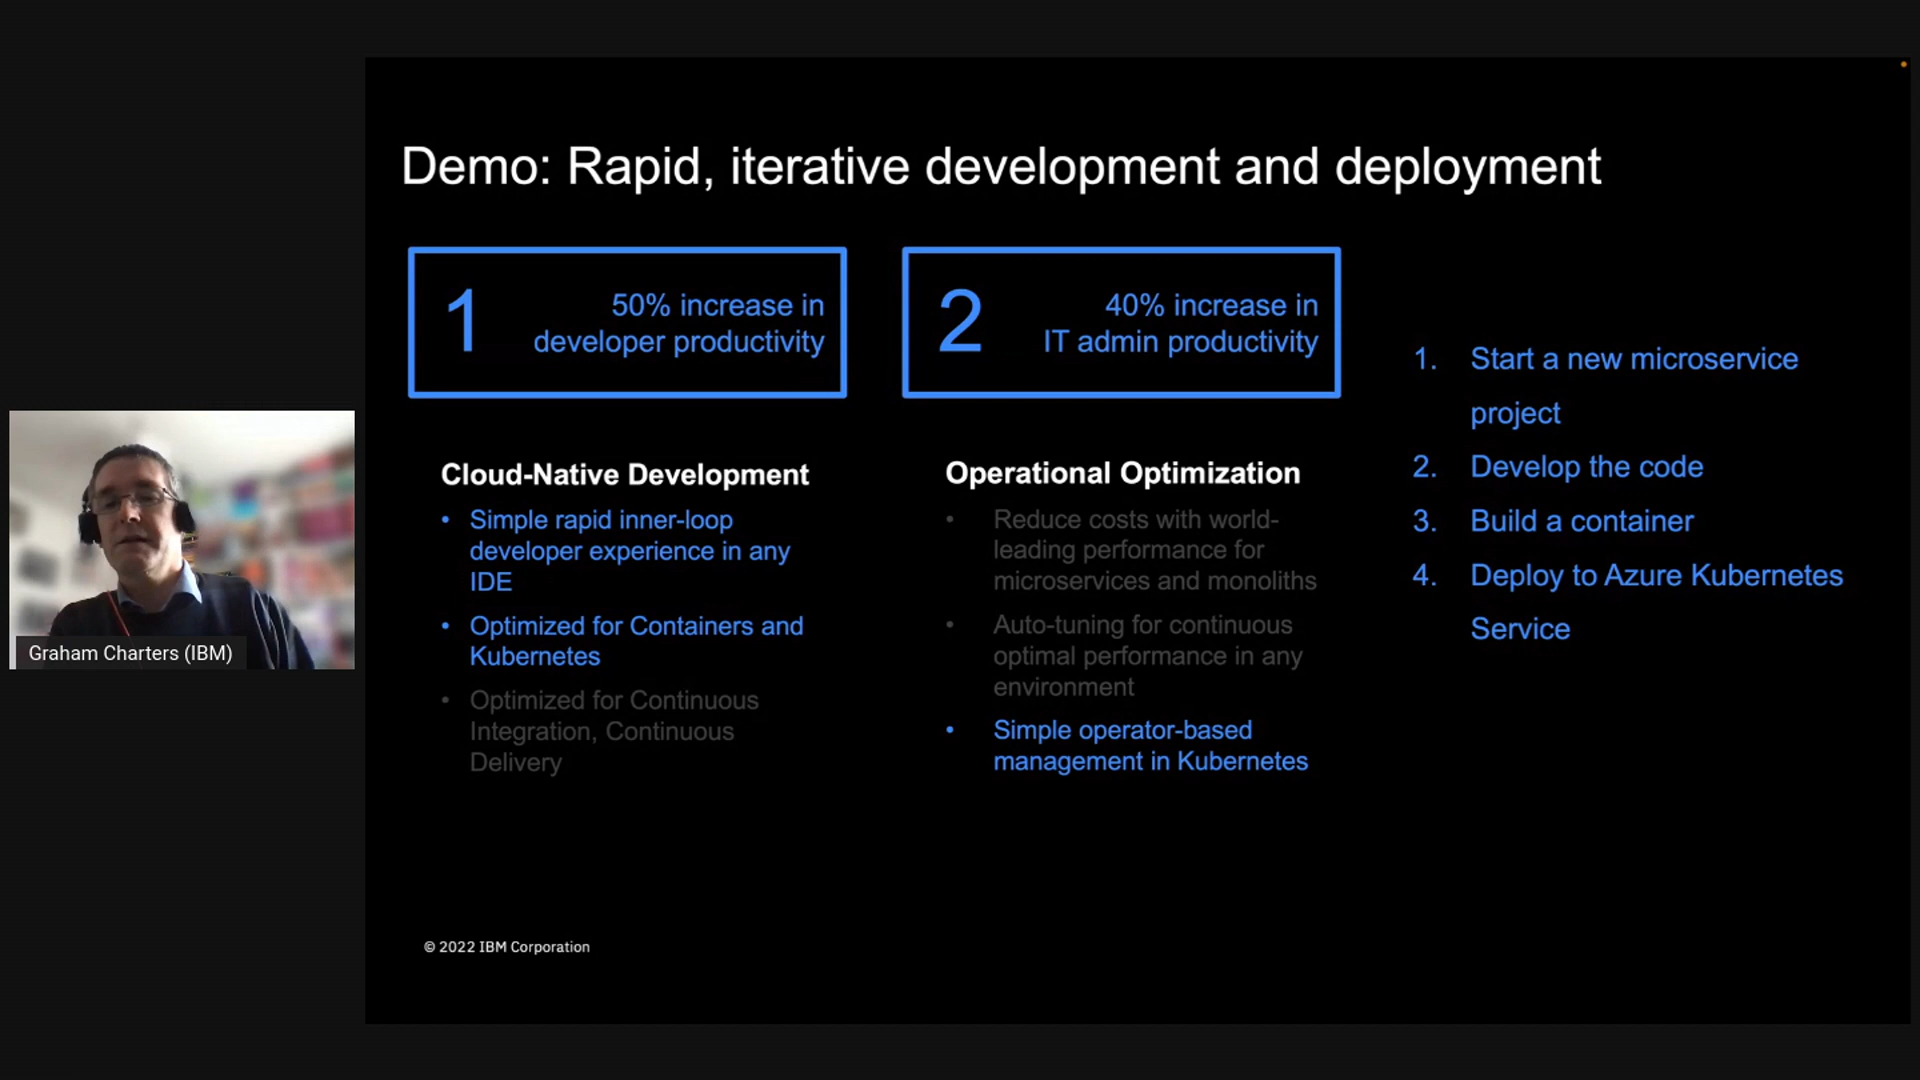 Demo: Rapid, iterative development and deployment
1
50% increase in
developer productivity
2
40% increase in
IT admin productivity
Cloud-Native Development
• Simple rapid inner-loop
developer experience in any
IDE
• Optimized for Containers and
Kubernetes
• Optimized for Continuous
Integration, Continuous
Delivery
Operational Optimization
• Reduce costs with world-
leading performance for
microservices and monoliths
• Auto-tuning for continuous
optimal performance in any
environment
• Simple operator-based
management in Kubernetes
1. Start a new microservice
project
2. Develop the code
3. Build a container
4. Deploy to Azure Kubernetes
Service
Graham Charters (IBM)
© 2022 IBM Corporation